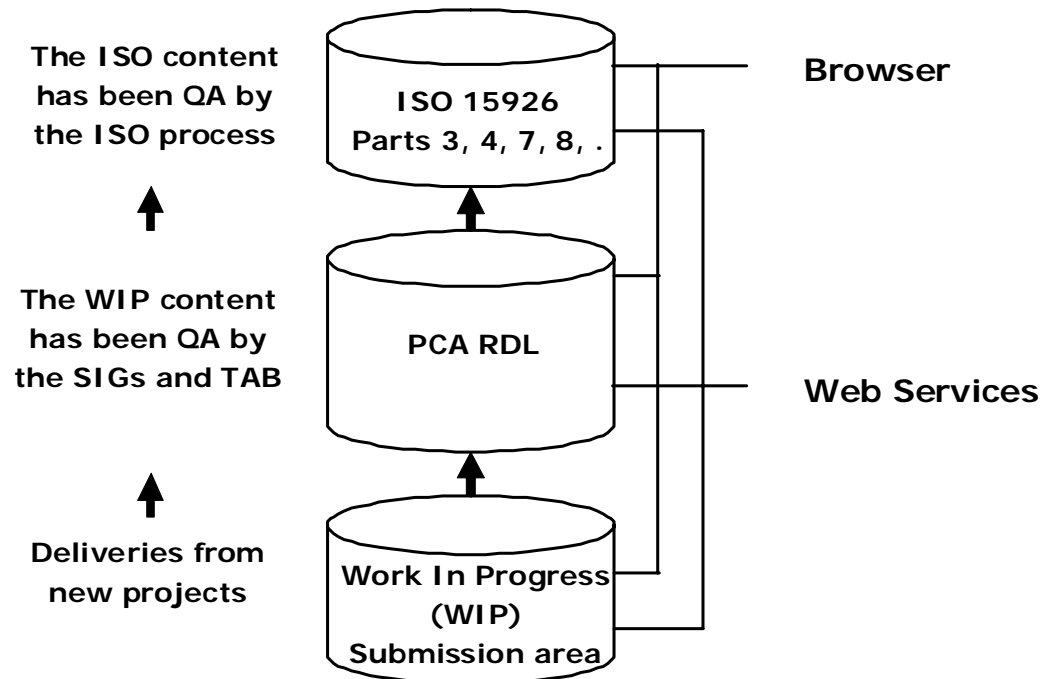 The ISO content
has been QA by
the ISO process
ISO 15926
Parts 3, 4, 7, 8, .
Browser
The WIP content
has been QA by
the SIGs and TAB
PCA RDL
Web Services
Deliveries from
new projects
Work In Progress
(WIP)
Submission area